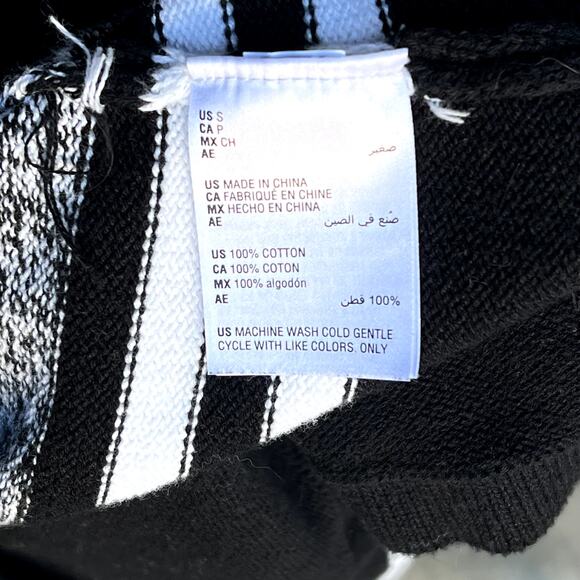 US S
CA P
MX CH
AE صغير
US MADE IN CHINA
CA FABRIQUÉ EN CHINE
MX HECHO EN CHINA
AE صُنع في الصين
US 100% COTTON
CA 100% COTON
MX 100% algodón
AE 100% قطن
US MACHINE WASH COLD GENTLE
CYCLE WITH LIKE COLORS. ONLY